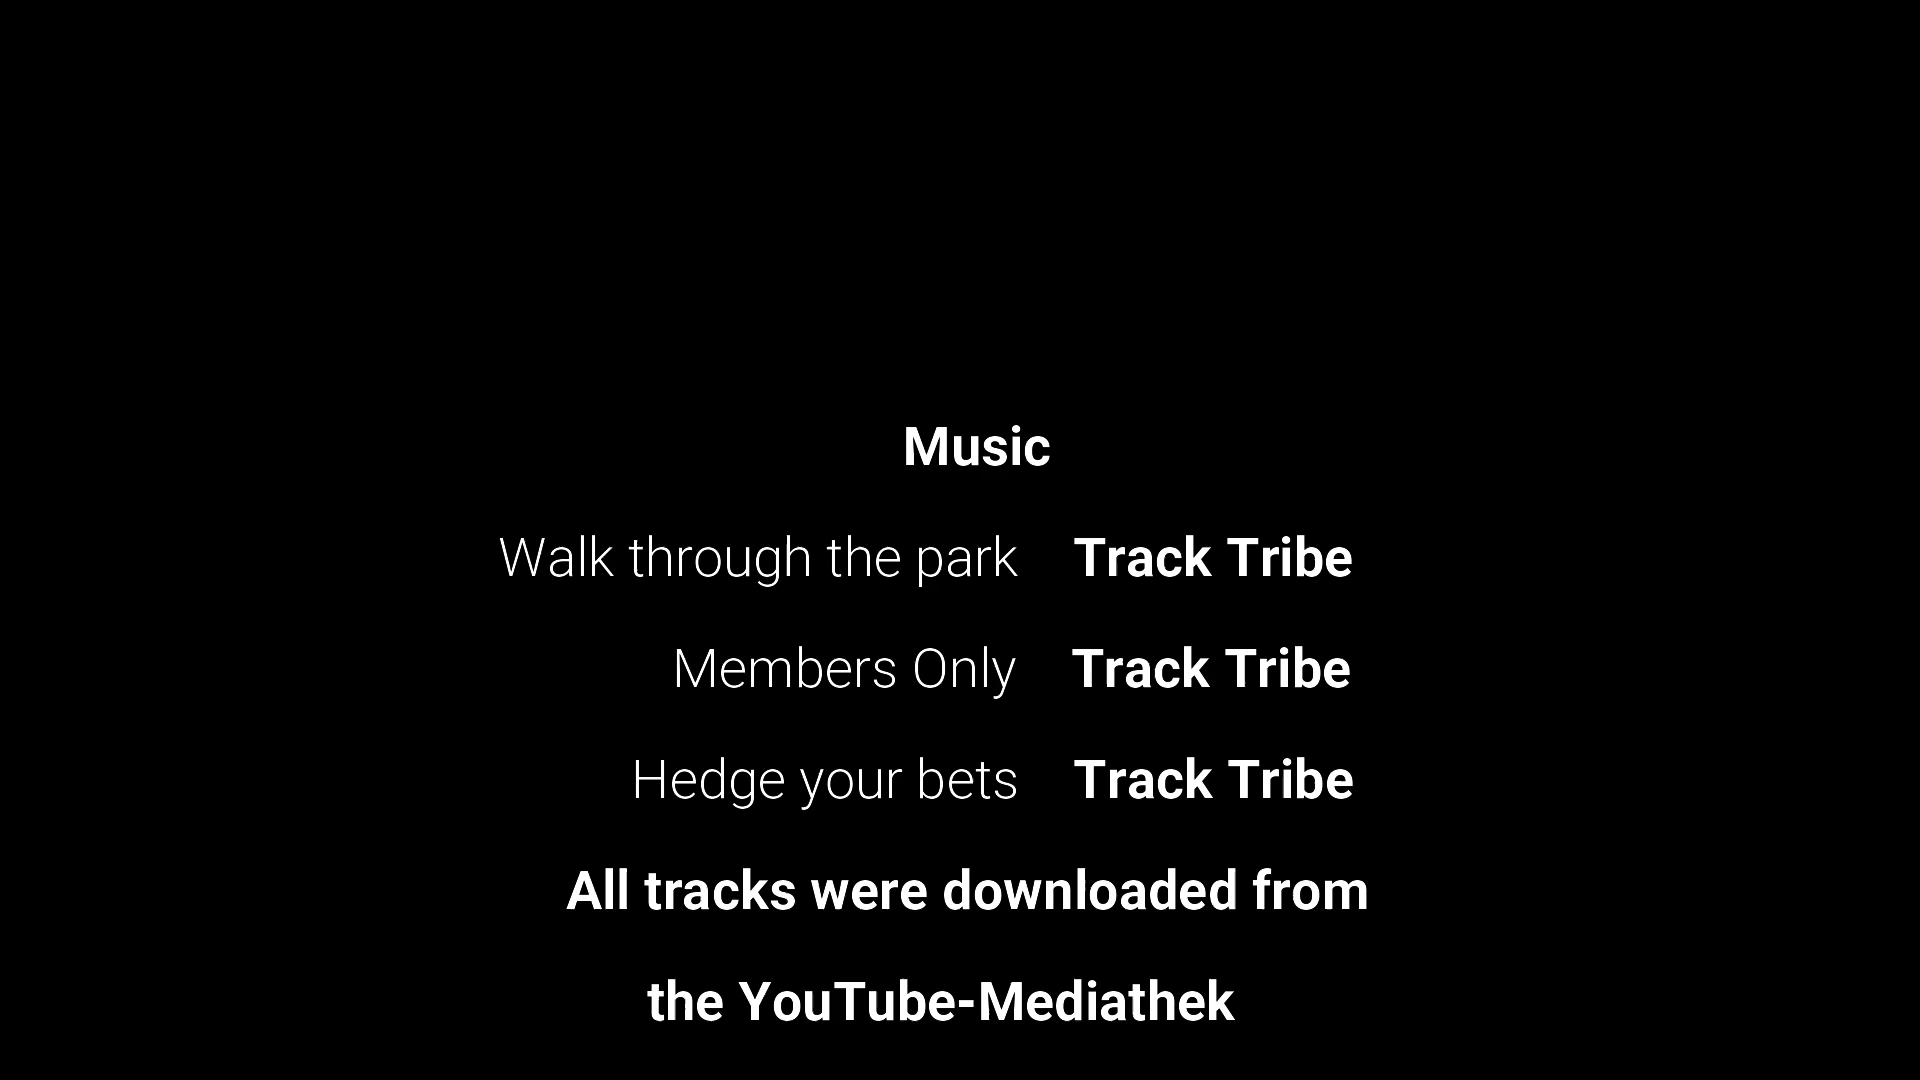 Music
Walk through the park Track Tribe
Members Only Track Tribe
Hedge your bets Track Tribe
All tracks were downloaded from
the YouTube-Mediathek